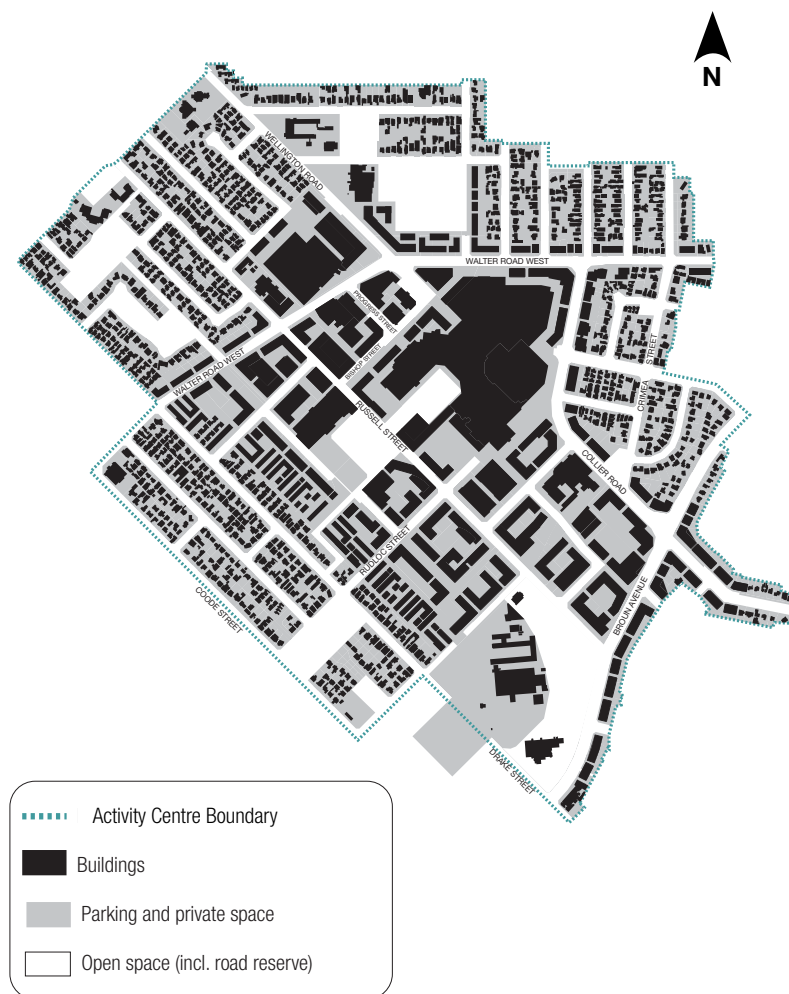 N
WELLINGTON ROAD
WALTER ROAD WEST
PROGRESS STREET
BISHOP STREET
WALTER ROAD WEST
CRIMEA
STREET
RUSSELL STREET
COLLIER ROAD
RUDLOC STREET
COODE STREET
BROUN AVENUE
DRAKE STREET
Activity Centre Boundary
Buildings
Parking and private space
Open space (incl. road reserve)